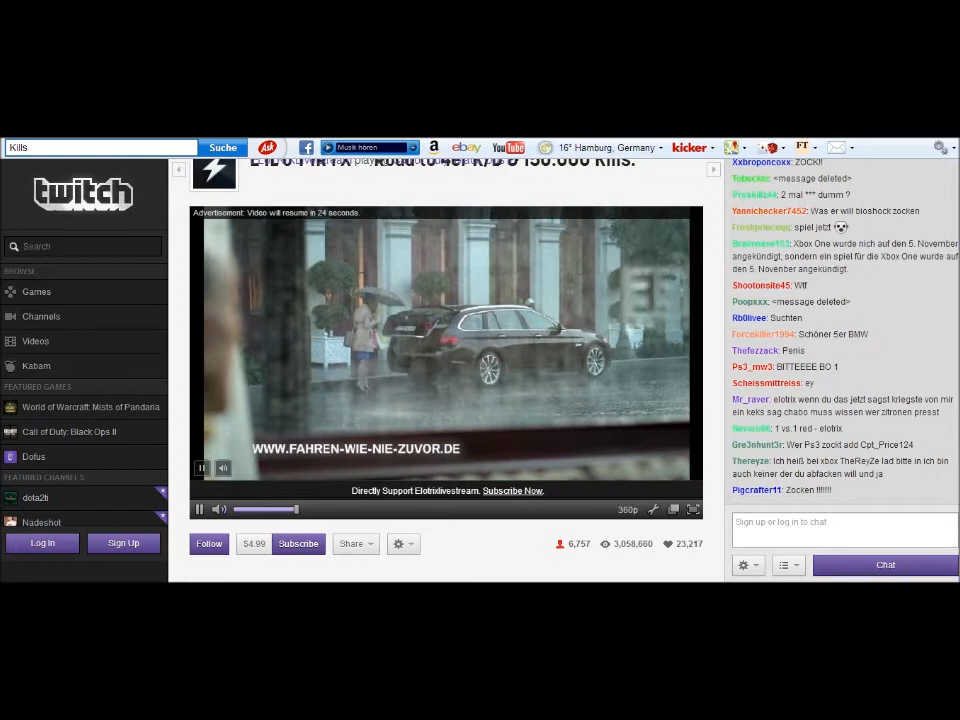 Kills
Suche
Ask
Musik hören
a
ebay
YouTube
16° Hamburg, Germany
kicker
FT
twitch
Search
BROWSE
Games
Channels
Videos
Kabam
FEATURED GAMES
World of Warcraft: Mists of Pandaria
Call of Duty: Black Ops II
Dofus
FEATURED CHANNELS
dota2ti
Nadeshot
Log In
Sign Up
150.000 Kills.
Advertisement: Video will resume in 24 seconds.
WWW.FAHREN-WIE-NIE-ZUVOR.DE
Directly Support Elotrixlivestream. Subscribe Now.
360p
Follow
$4.99
Subscribe
Share
6,757
3,058,660
23,217
Xxbroponcoxx: ZOCK!!
<message deleted>
2 mal *** dumm ?
Yannichecker7452: Was er will bioshock zocken
Freshprinceqq: spiel jetzt
Brainwave153: Xbox One wurde nich auf den 5. November
angekündigt, sondern ein spiel für die Xbox One wurde auf
den 5. November angekündigt.
Shootonsite45: Wtf
Poopxxx: <message deleted>
Rb0livee: Suchten
Forcekiller1994: Schöner 5er BMW
Thefezzack: Penis
Ps3_mw3: BITTEEEE BO 1
Scheissmittreiss: ey
Mr_raver: elotrix wenn du das jetzt sagst kriegste von mir
ein keks sag chabo muss wissen wer zitronen presst
1 vs.1 red - elotrix
Gre3nhunt3r: Wer Ps3 zockt add Cpt_Price124
Thereyze: Ich heiß bei xbox TheReyZe lad bitte in ich bin
auch keiner der du abfacken will und ja
Pigcrafter11: Zocken !!!!!!!
Sign up or log in to chat
Chat